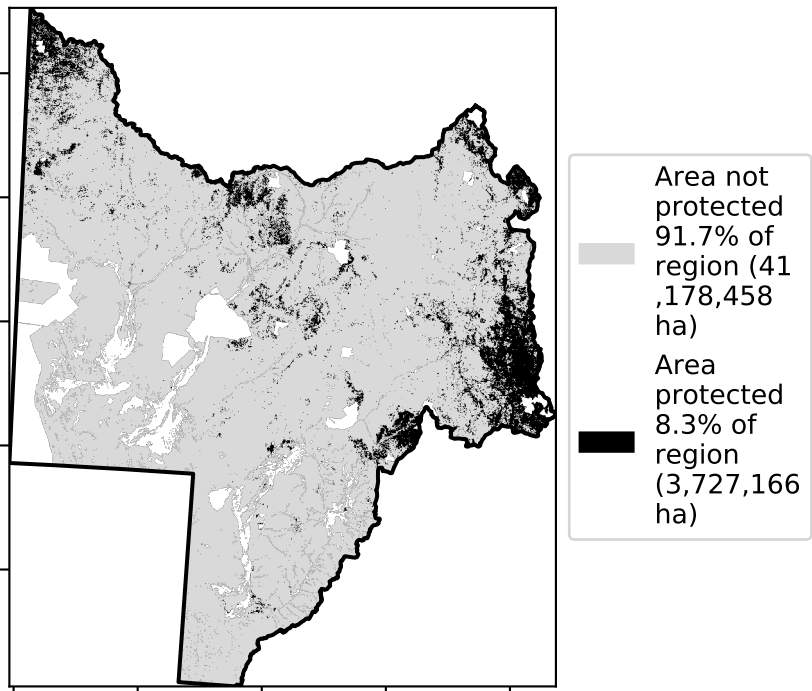 Area not
protected
91.7% of
region (41
,178,458
ha)
Area
protected
8.3% of
region
(3,727,166
ha)